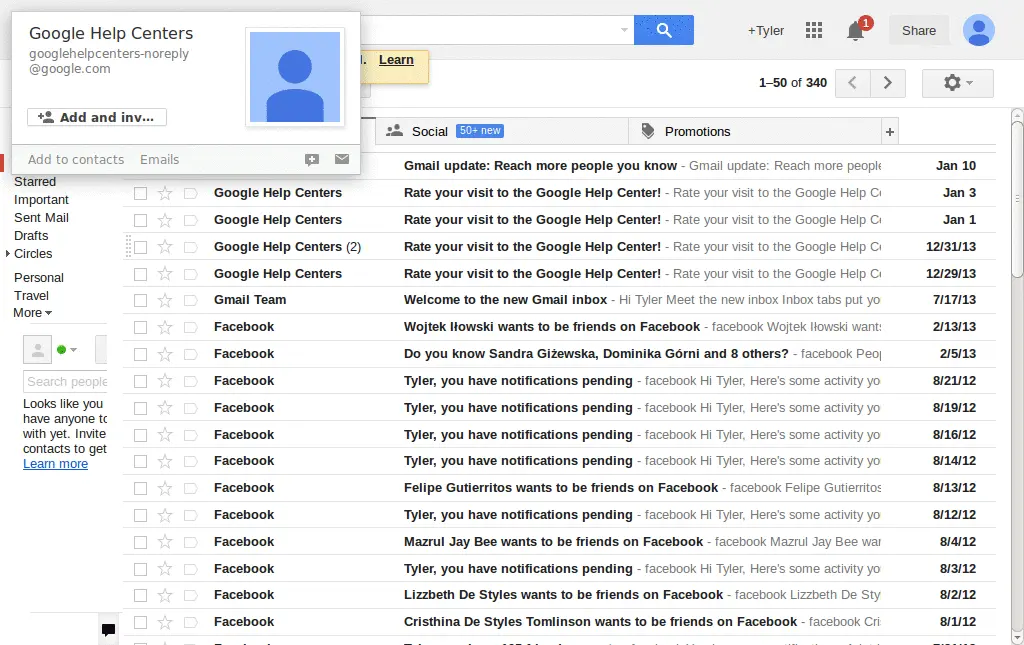 Google Help Centers
googlehelpcenters-noreply
@google.com
Add and inv...
Add to contacts Emails
Learn
+Tyler
1
Share
1–50 of 340
Social 50+ new
Promotions
+
Starred
Important
Sent Mail
Drafts
Circles
Personal
Travel
More
Search people
Looks like you
have anyone to
with yet. Invite
contacts to get
Learn more
Gmail update: Reach more people you know - Gmail update: Reach more people Jan 10
Google Help Centers Rate your visit to the Google Help Center! - Rate your visit to the Google Help Ce Jan 3
Google Help Centers Rate your visit to the Google Help Center! - Rate your visit to the Google Help Ce Jan 1
Google Help Centers (2) Rate your visit to the Google Help Center! - Rate your visit to the Google Help Ce 12/31/13
Google Help Centers Rate your visit to the Google Help Center! - Rate your visit to the Google Help Ce 12/29/13
Gmail Team Welcome to the new Gmail inbox - Hi Tyler Meet the new inbox Inbox tabs put yo 7/17/13
Facebook Wojtek Iłowski wants to be friends on Facebook - facebook Wojtek Iłowski wants 2/13/13
Facebook Do you know Sandra Giżewska, Dominika Górni and 8 others? - facebook Peop 2/5/13
Facebook Tyler, you have notifications pending - facebook Hi Tyler, Here's some activity yo 8/21/12
Facebook Tyler, you have notifications pending - facebook Hi Tyler, Here's some activity yo 8/19/12
Facebook Tyler, you have notifications pending - facebook Hi Tyler, Here's some activity yo 8/16/12
Facebook Tyler, you have notifications pending - facebook Hi Tyler, Here's some activity yo 8/14/12
Facebook Felipe Gutierritos wants to be friends on Facebook - facebook Felipe Gutierritos 8/13/12
Facebook Tyler, you have notifications pending - facebook Hi Tyler, Here's some activity yo 8/12/12
Facebook Mazrul Jay Bee wants to be friends on Facebook - facebook Mazrul Jay Bee war 8/4/12
Facebook Tyler, you have notifications pending - facebook Hi Tyler, Here's some activity yo 8/3/12
Facebook Lizzbeth De Styles wants to be friends on Facebook - facebook Lizzbeth De Sty 8/2/12
Facebook Cristhina De Styles Tomlinson wants to be friends on Facebook - facebook Cris 8/1/12